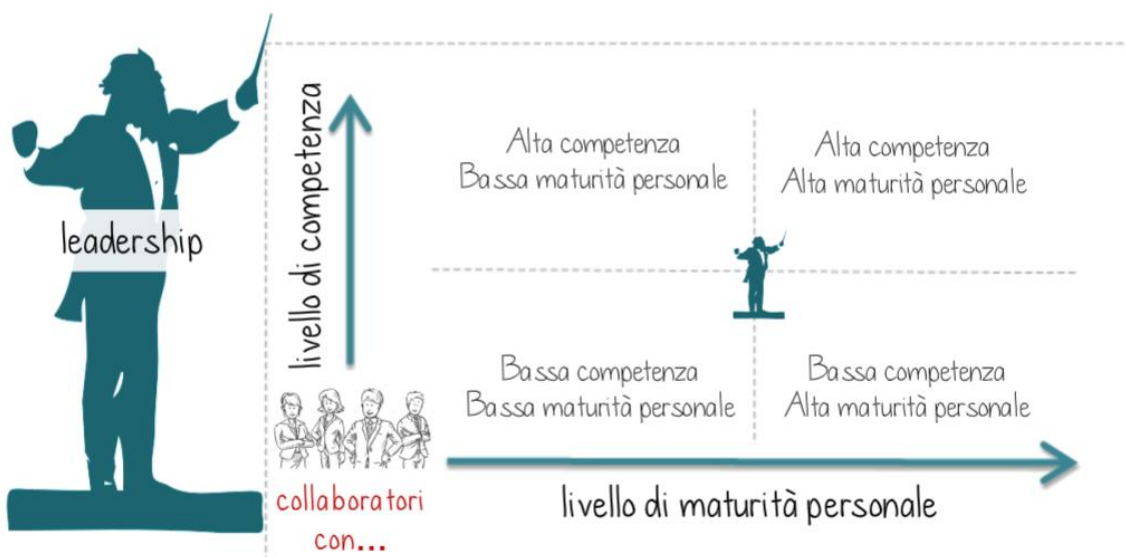 leadership
livello di competenza
Alta competenza
Bassa maturità personale
Alta competenza
Alta maturità personale
Bassa competenza
Bassa maturità personale
Bassa competenza
Alta maturità personale
collaboratori
con...
livello di maturità personale